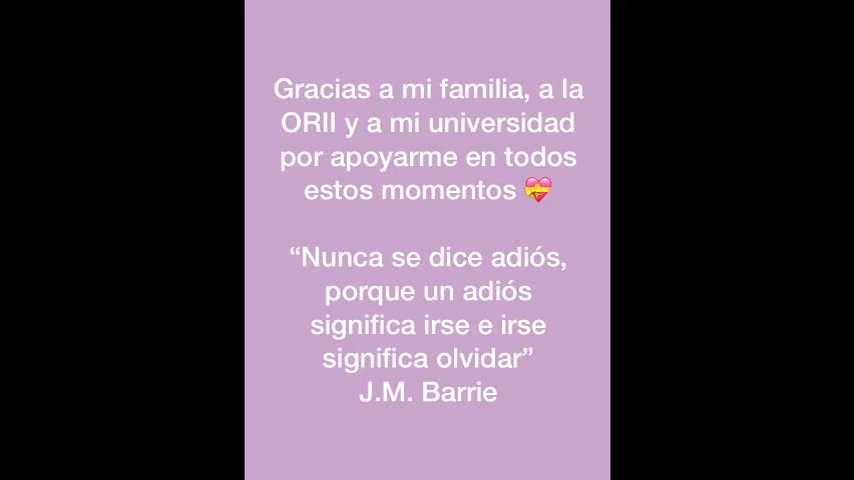 Gracias a mi familia, a la
ORII y a mi universidad
por apoyarme en todos
estos momentos 💝
“Nunca se dice adiós,
porque un adiós
significa irse e irse
significa olvidar”
J.M. Barrie